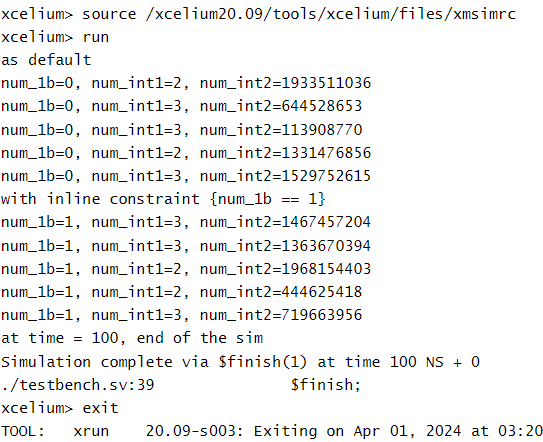 xcelium> source /xcelium20.09/tools/xcelium/files/xmsimrc
xcelium> run
as default
num_1b=0, num_int1=2, num_int2=1933511036
num_1b=0, num_int1=3, num_int2=644528653
num_1b=0, num_int1=3, num_int2=113908770
num_1b=0, num_int1=2, num_int2=1331476856
num_1b=0, num_int1=3, num_int2=1529752615
with inline constraint {num_1b == 1}
num_1b=1, num_int1=3, num_int2=1467457204
num_1b=1, num_int1=3, num_int2=1363670394
num_1b=1, num_int1=2, num_int2=1968154403
num_1b=1, num_int1=2, num_int2=444625418
num_1b=1, num_int1=3, num_int2=719663956
at time = 100, end of the sim
Simulation complete via $finish(1) at time 100 NS + 0
./testbench.sv:39 $finish;
xcelium> exit
TOOL: xrun 20.09-s003: Exiting on Apr 01, 2024 at 03:20